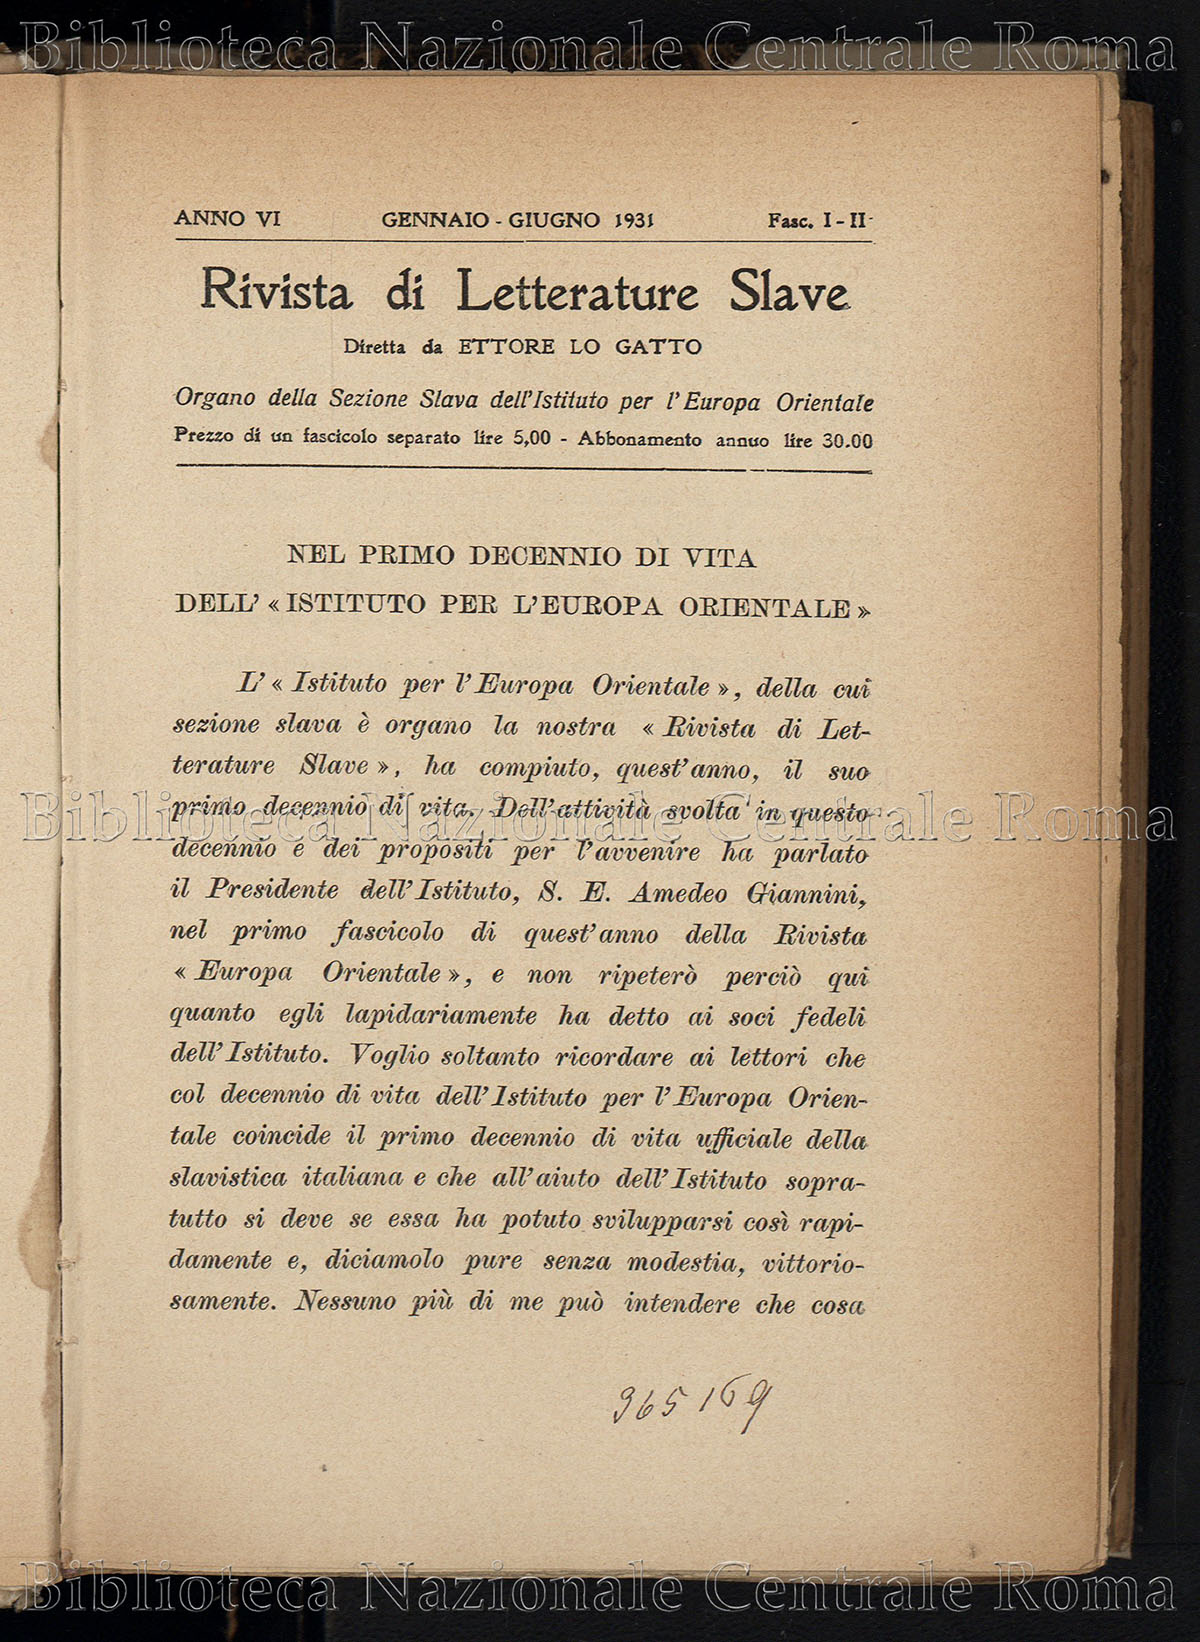 Biblioteca Nazionale Centrale Roma
ANNO VI GENNAIO - GIUGNO 1931 Fasc. I - II
Rivista di Letterature Slave
Diretta da ETTORE LO GATTO
Organo della Sezione Slava dell'Istituto per l'Europa Orientale
Prezzo di un fascicolo separato lire 5,00 - Abbonamento annuo lire 30.00
NEL PRIMO DECENNIO DI VITA
DELL' « ISTITUTO PER L'EUROPA ORIENTALE »
L' « Istituto per l'Europa Orientale », della cui
sezione slava è organo la nostra « Rivista di Let-
terature Slave », ha compiuto, quest'anno, il suo
primo decennio di vita. Dell'attività svolta in questo
Biblioteca Nazionale Centrale Roma
decennio e dei propositi per l'avvenire ha parlato
il Presidente dell'Istituto, S. E. Amedeo Giannini,
nel primo fascicolo di quest'anno della Rivista
« Europa Orientale », e non ripeterò perciò qui
quanto egli lapidariamente ha detto ai soci fedeli
dell'Istituto. Voglio soltanto ricordare ai lettori che
col decennio di vita dell'Istituto per l'Europa Orien-
tale coincide il primo decennio di vita ufficiale della
slavistica italiana e che all'aiuto dell'Istituto sopra-
tutto si deve se essa ha potuto svilupparsi così rapi-
damente e, diciamolo pure senza modestia, vittorio-
samente. Nessuno più di me può intendere che cosa
365169
Biblioteca Nazionale Centrale Roma